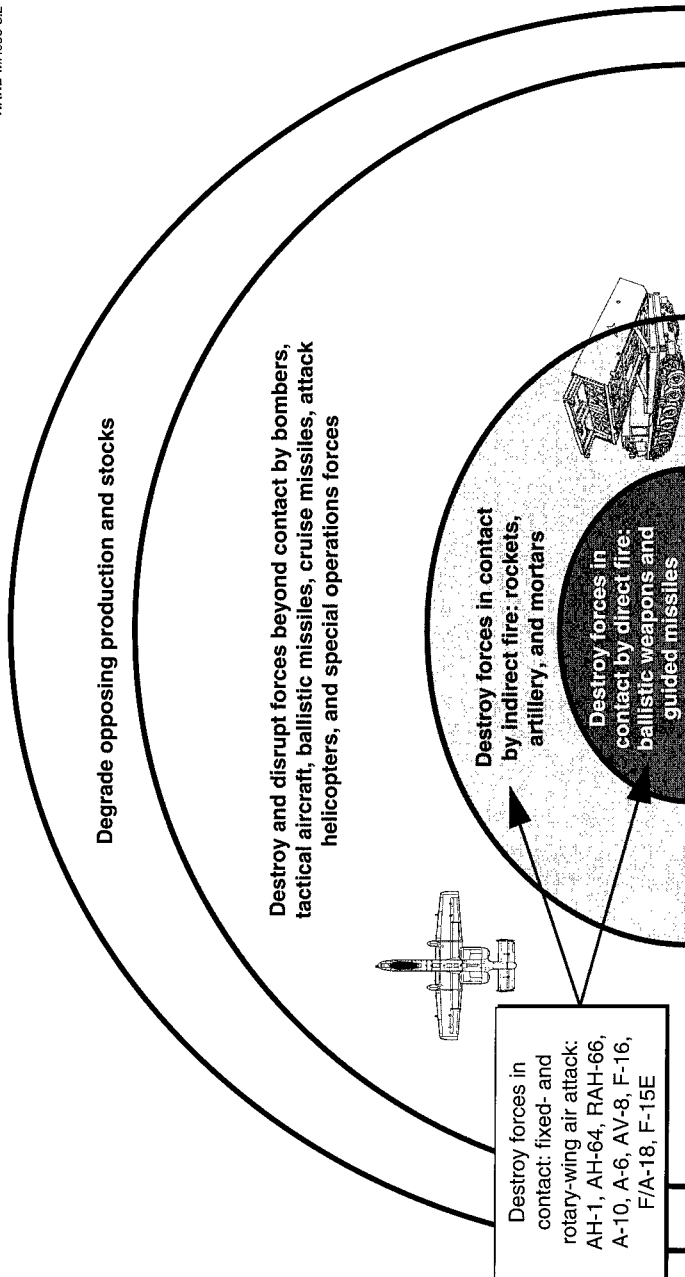 Degrade opposing production and stocks
Destroy and disrupt forces beyond contact by bombers,
tactical aircraft, ballistic missiles, cruise missiles, attack
helicopters, and special operations forces
Destroy forces in contact
by indirect fire: rockets,
artillery, and mortars
Destroy forces in
contact: fixed- and
rotary-wing air attack:
AH-1, AH-64, RAH-66,
A-10, A-6, AV-8, F-16,
F/A-18, F-15E
Destroy forces in
contact by direct fire:
ballistic weapons and
guided missiles